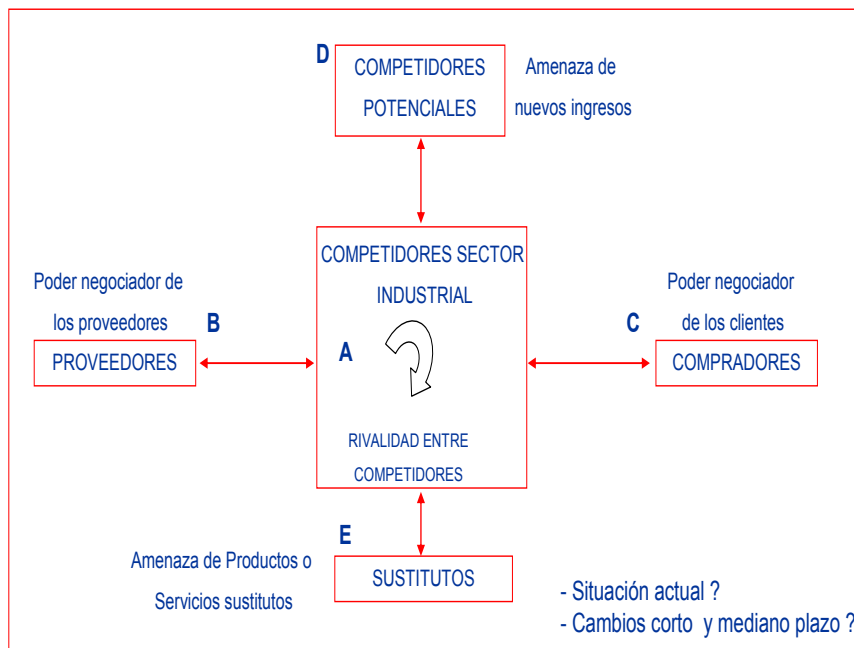 D
COMPETIDORES
POTENCIALES
Amenaza de
nuevos ingresos
COMPETIDORES SECTOR
INDUSTRIAL
A
RIVALIDAD ENTRE
COMPETIDORES
Poder negociador de
los proveedores
B
PROVEEDORES
Poder negociador
de los clientes
C
COMPRADORES
E
Amenaza de Productos o
Servicios sustitutos
SUSTITUTOS
- Situación actual ?
- Cambios corto y mediano plazo ?